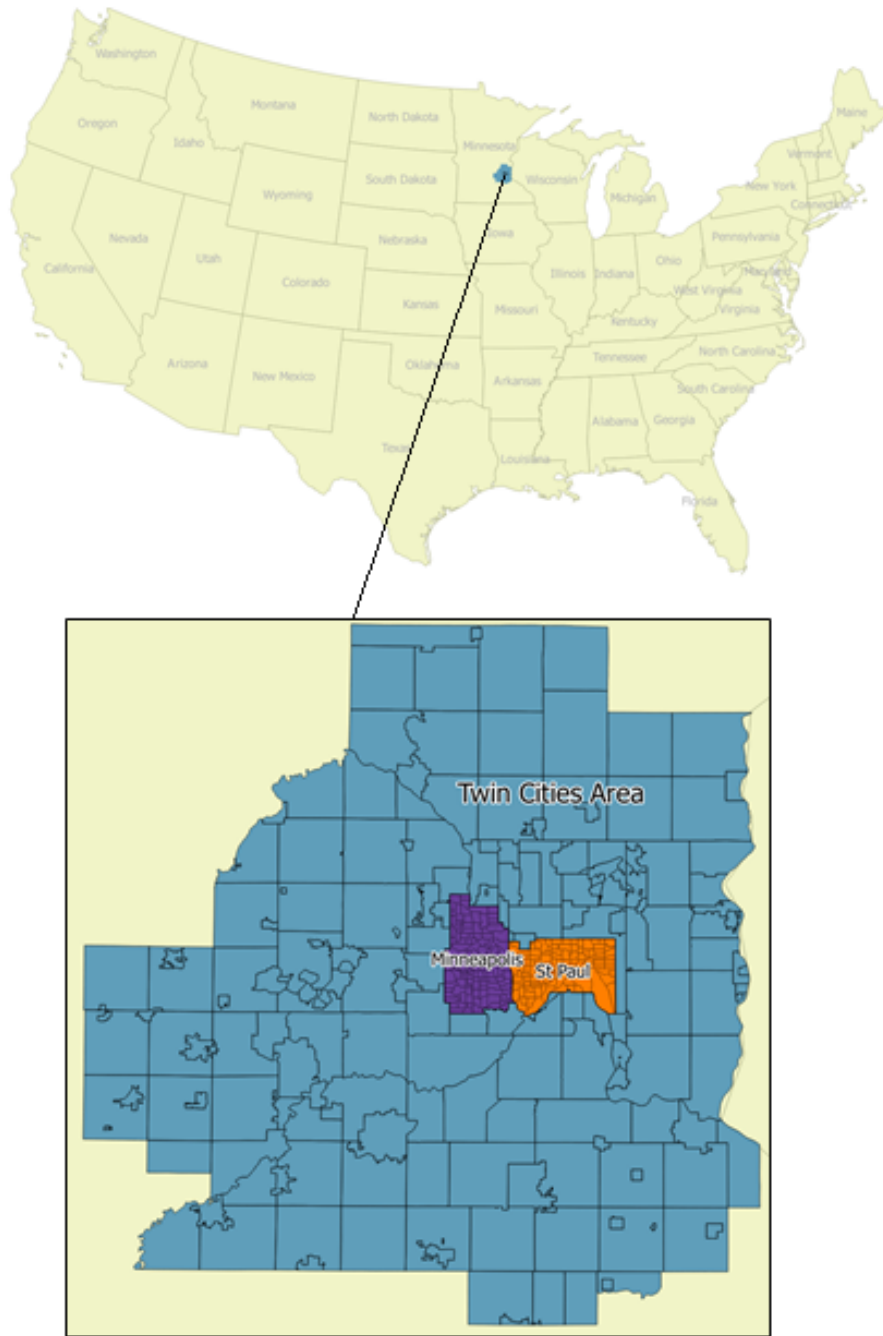 Washington
Montana
North Dakota
Minnesota
Maine
Oregon
Idaho
Vermont
South Dakota
Wisconsin
Michigan
New York
Wyoming
Connecticut
Iowa
Pennsylvania
Nevada
Nebraska
Utah
Ohio
California
Colorado
Illinois
Indiana
Maryland
West Virginia
Kansas
Missouri
Virginia
Kentucky
Arizona
New Mexico
Oklahoma
Tennessee
North Carolina
Arkansas
South Carolina
Texas
Alabama
Georgia
Louisiana
Florida
Twin Cities Area
Minneapolis
St Paul